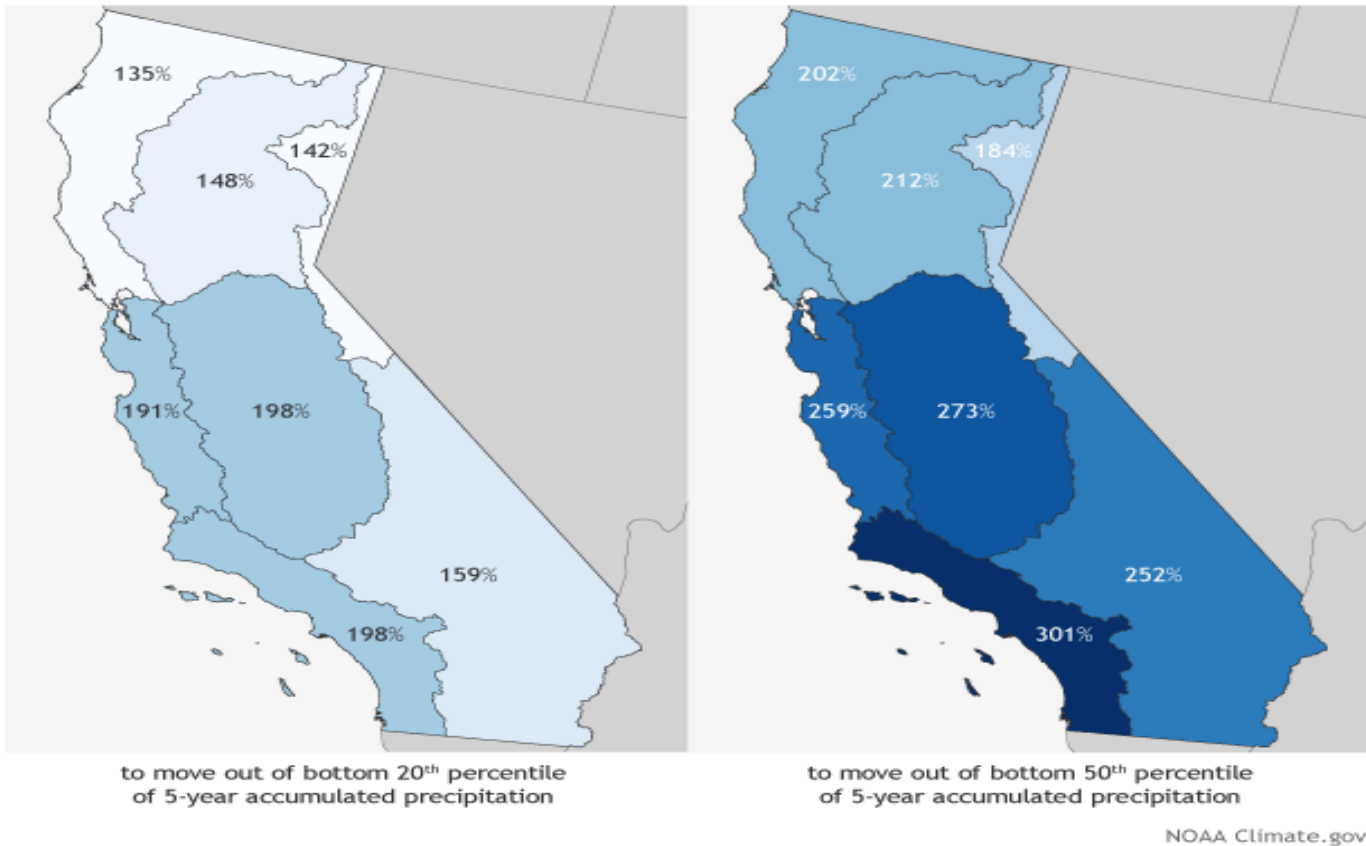 135%
142%
148%
191%
198%
159%
198%
to move out of bottom 20th percentile
of 5-year accumulated precipitation
202%
184%
212%
259%
273%
252%
301%
to move out of bottom 50th percentile
of 5-year accumulated precipitation
NOAA Climate.gov